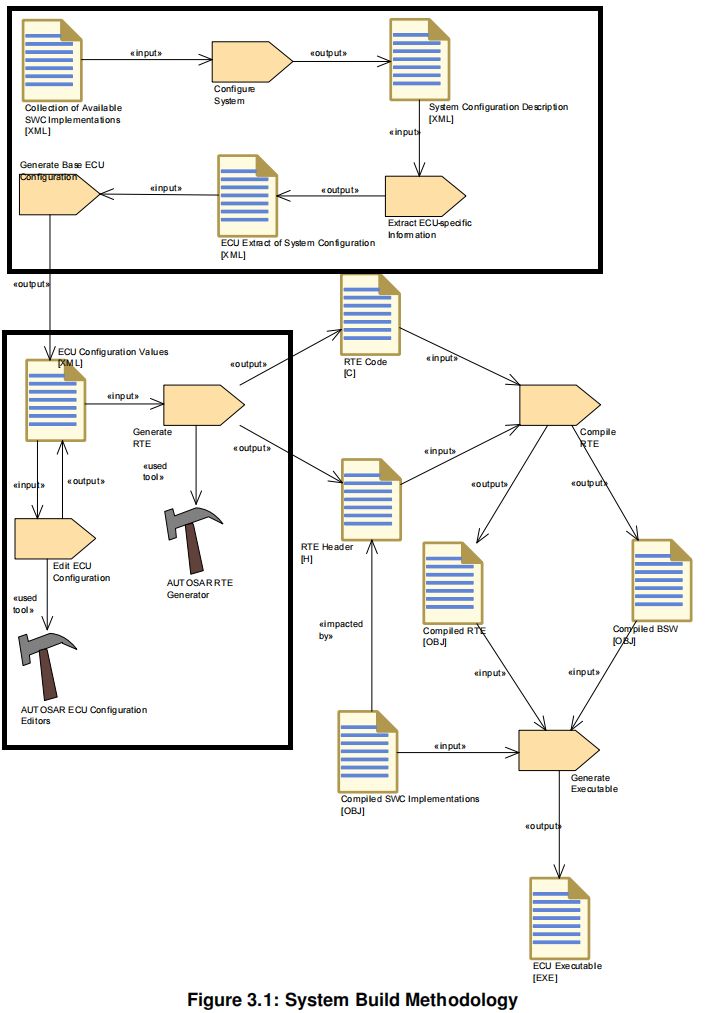 «input»
«output»
Collection of Available
SWC Implementations
[XML]
Configure
System
System Configuration Description
[XML]
«input»
Generate Base ECU
Configuration
«input»
«output»
ECU Extract of System Configuration
[XML]
Extract ECU-specific
Information
«output»
ECU Configuration Values
[XML]
«input»
Generate
RTE
«output»
«output»
RTE Code
[C]
«input»
Compile
RTE
«input»
«output»
«used
tool»
«input»
«output»
«output»
Edit ECU
Configuration
AUTOSAR RTE
Generator
RTE Header
[H]
«used
tool»
«impacted
by»
Compiled RTE
[OBJ]
Compiled BSW
[OBJ]
«input»
«input»
AUTOSAR ECU Configuration
Editors
«input»
Compiled SWC Implementations
[OBJ]
Generate
Executable
«output»
ECU Executable
[EXE]
Figure 3.1: System Build Methodology